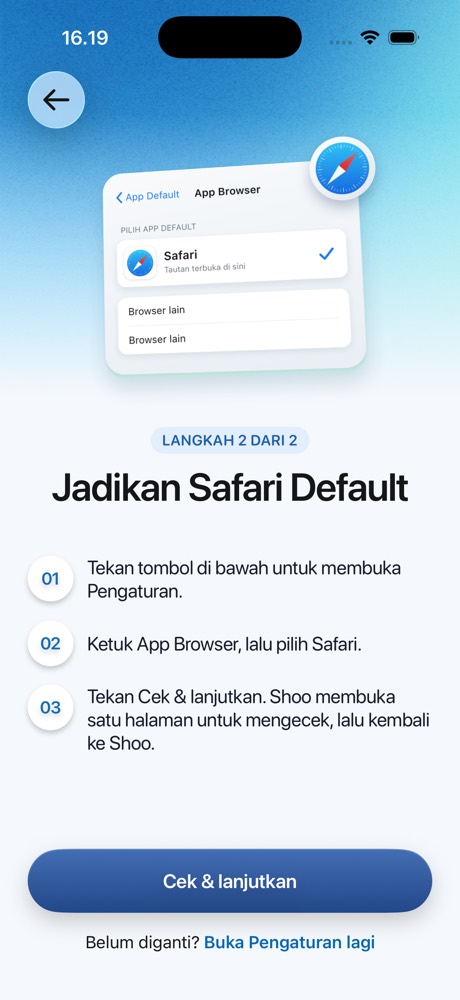 16.19
App Default
App Browser
PILIH APP DEFAULT
Safari
Tautan terbuka di sini
Browser lain
Browser lain
LANGKAH 2 DARI 2
Jadikan Safari Default
01
Tekan tombol di bawah untuk membuka
Pengaturan.
02
Ketuk App Browser, lalu pilih Safari.
03
Tekan Cek & lanjutkan. Shoo membuka
satu halaman untuk mengecek, lalu kembali
ke Shoo.
Cek & lanjutkan
Belum diganti? Buka Pengaturan lagi